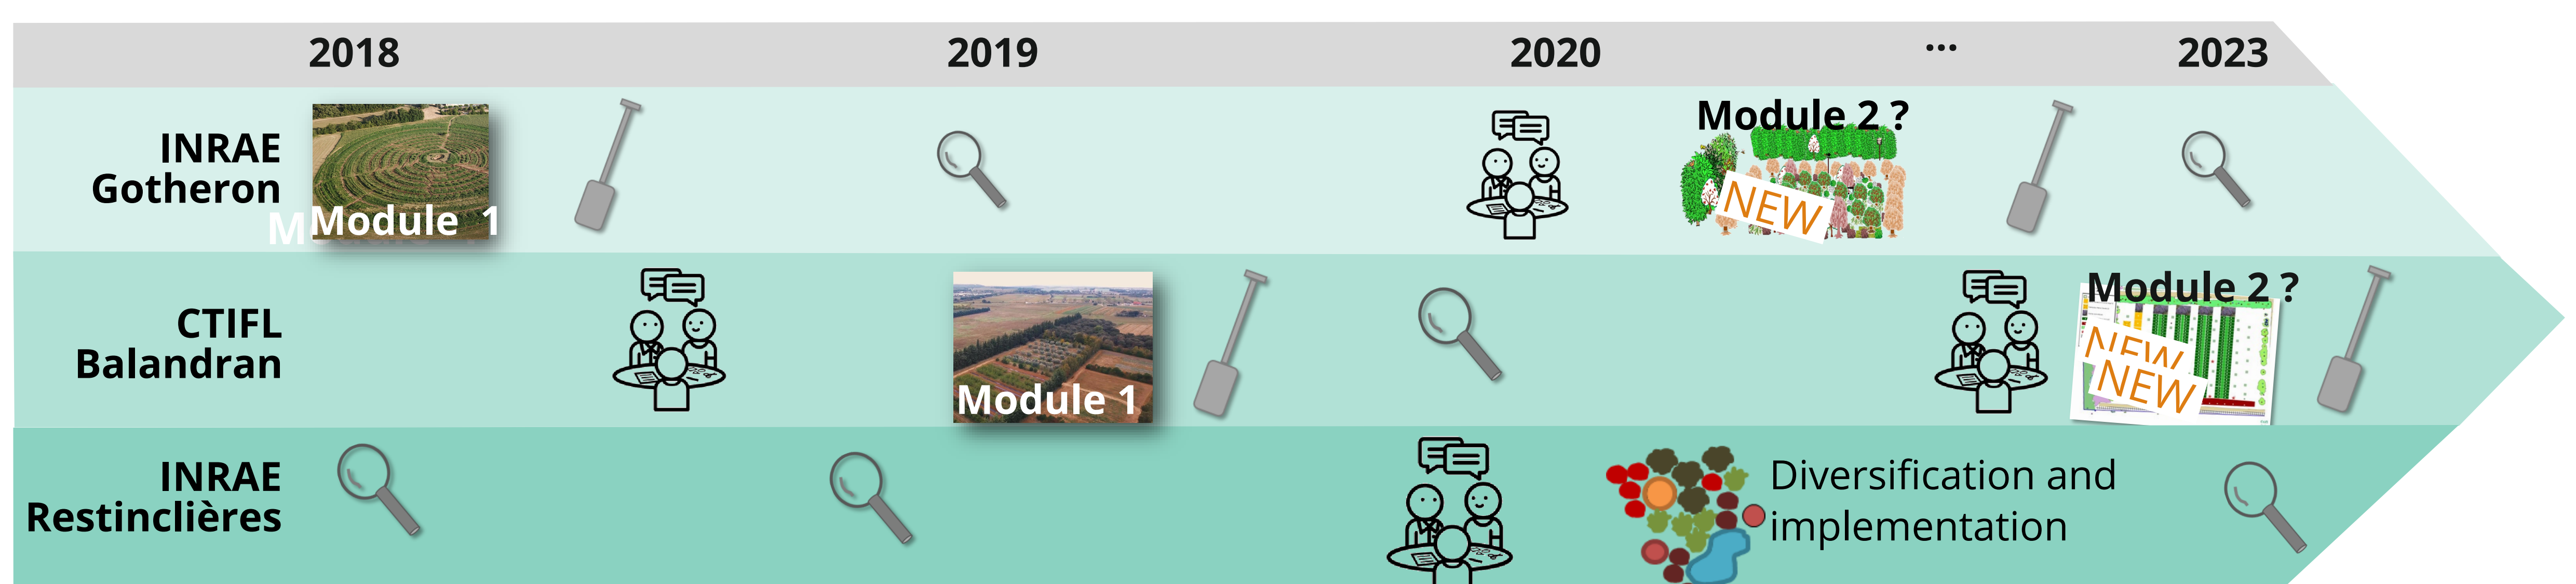 2018 2019 2020 ... 2023
INRAE
Gotheron
Module 1
Module 2 ?
NEW
CTIFL
Balandran
Module 1
Module 2 ?
NEW
NEW
INRAE
Restinclières
Diversification and
implementation